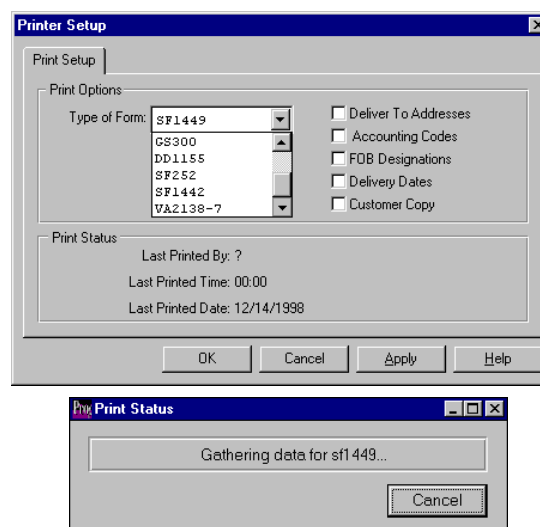 Printer Setup
Print Setup
Print Options
Type of Form: SF1449
GS300
DD1155
SF252
SF1442
VA2138-7
Deliver To Addresses
Accounting Codes
FOB Designations
Delivery Dates
Customer Copy
Print Status
Last Printed By: ?
Last Printed Time: 00:00
Last Printed Date: 12/14/1998
OK Cancel Apply Help
Print Status
Gathering data for sf1449...
Cancel